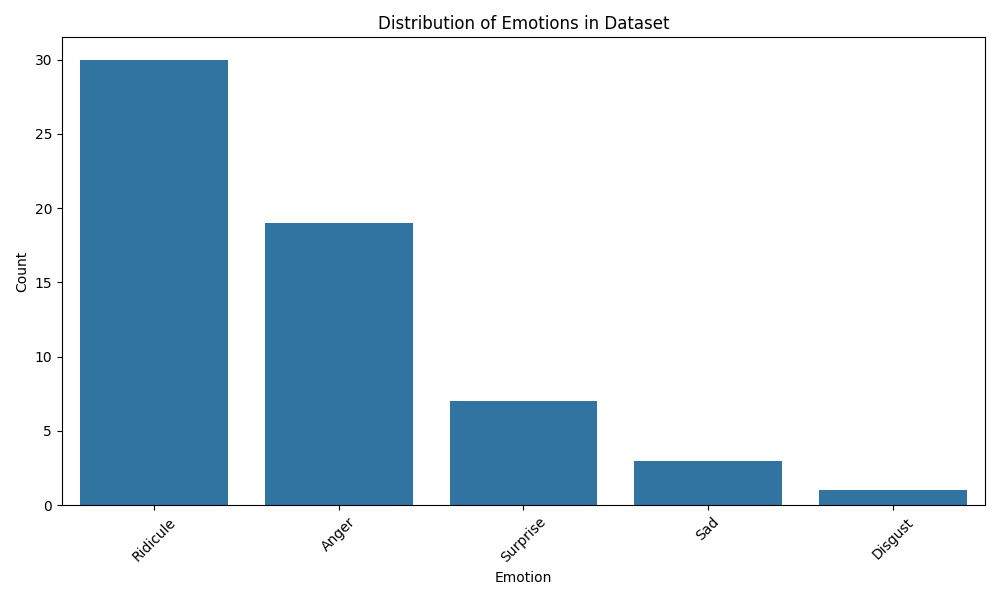 Distribution of Emotions in Dataset
30
25
20
15
10
5
0
Count
Ridicule
Anger
Surprise
Sad
Disgust
Emotion